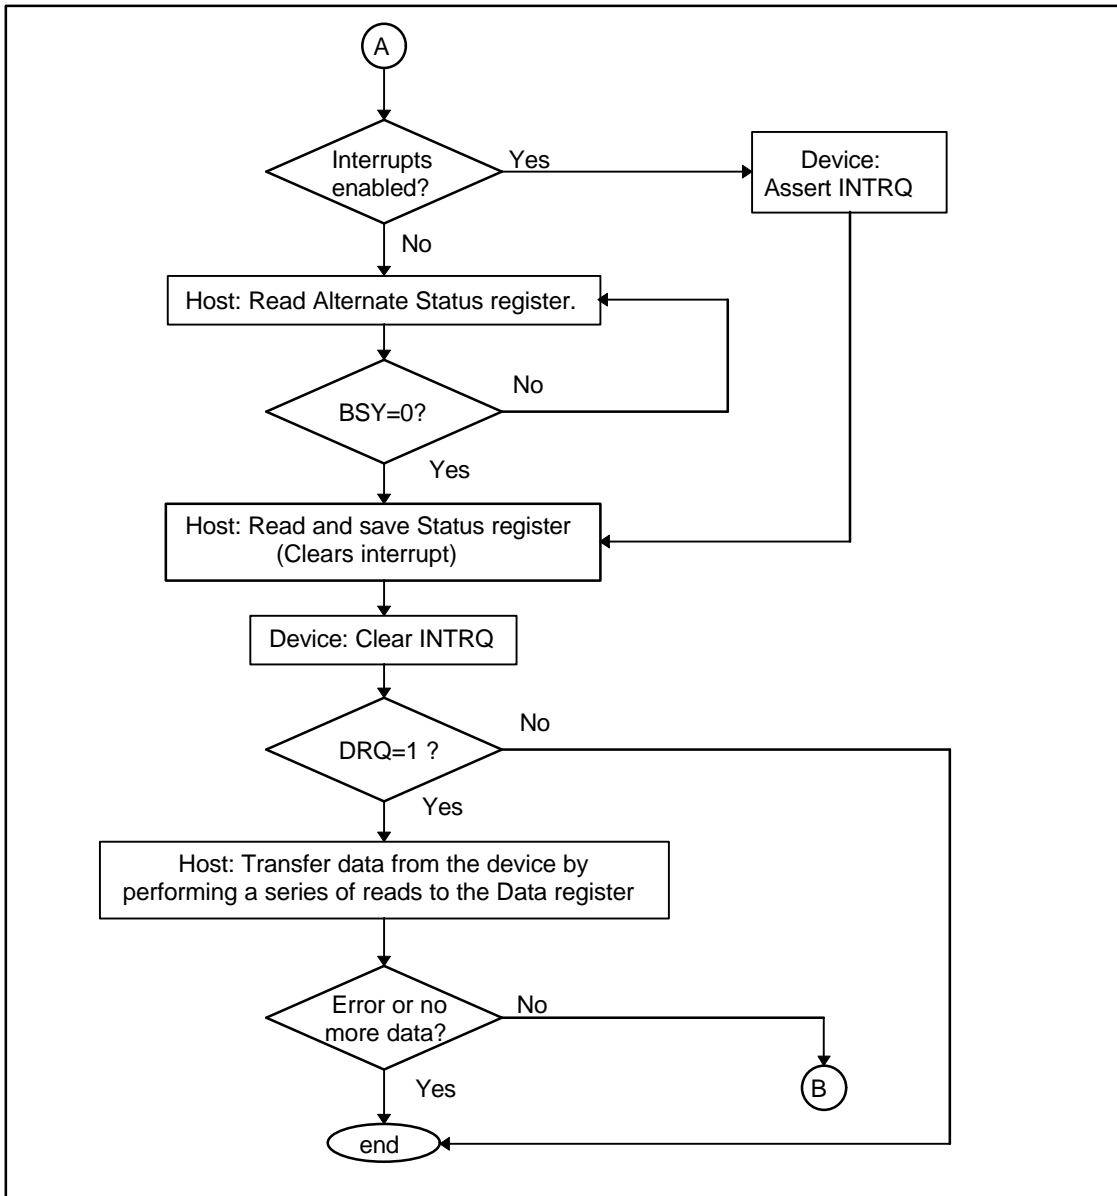 A
Interrupts
enabled?
Yes
Device:
Assert INTRQ
No
Host: Read Alternate Status register.
BSY=0?
No
Yes
Host: Read and save Status register
(Clears interrupt)
Device: Clear INTRQ
DRQ=1 ?
No
Yes
Host: Transfer data from the device by
performing a series of reads to the Data register
Error or no
more data?
No
B
Yes
end